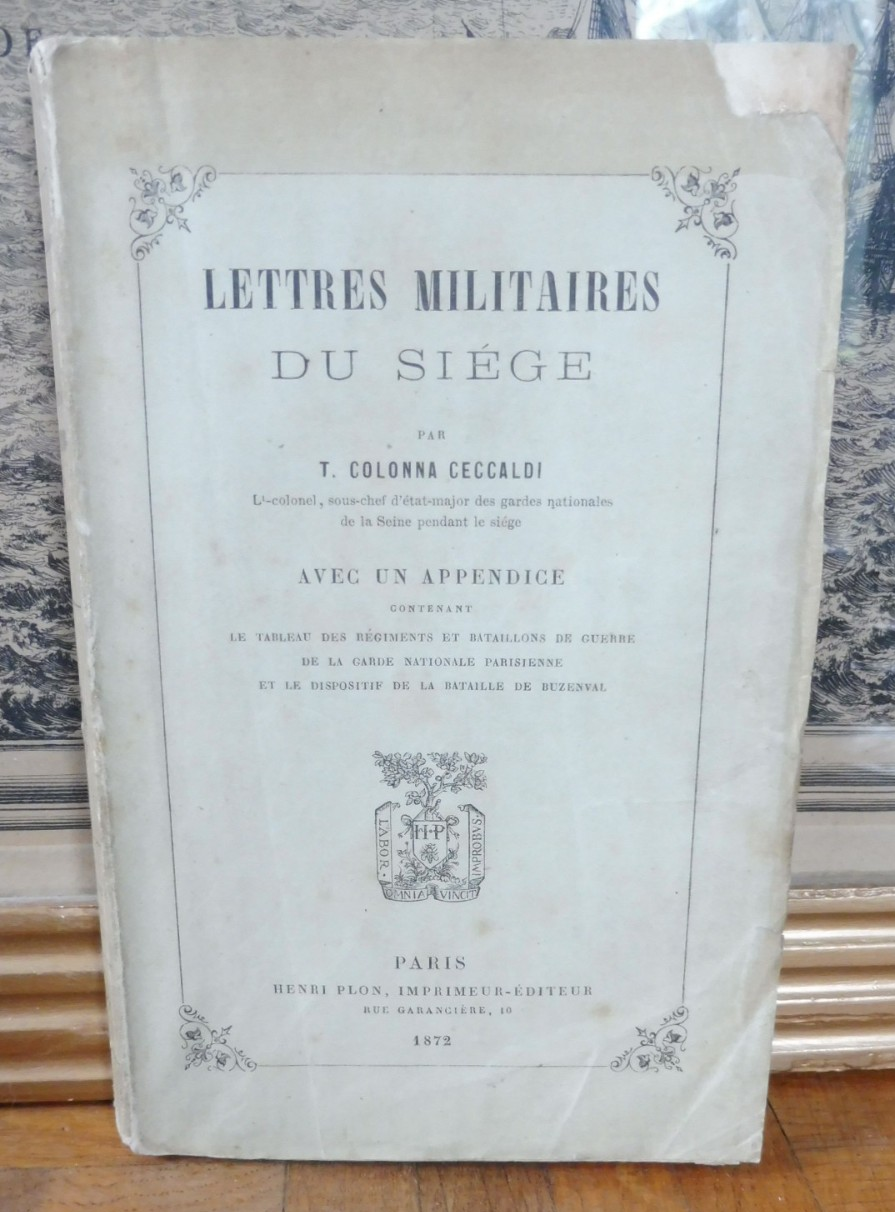 DE
LETTRES MILITAIRES
DU SIÉGE
PAR
T. COLONNA CECCALDI
Lt-colonel, sous-chef d'état-major des gardes nationales
de la Seine pendant le siége
AVEC UN APPENDICE
CONTENANT
LE TABLEAU DES RÉGIMENTS ET BATAILLONS DE GUERRE
DE LA GARDE NATIONALE PARISIENNE
ET LE DISPOSITIF DE LA BATAILLE DE BUZENVAL
H·P
LABOR·
OMNIA VINCIT
IMPROBVS·
PARIS
HENRI PLON, IMPRIMEUR-ÉDITEUR
RUE GARANCIÈRE, 10
1872